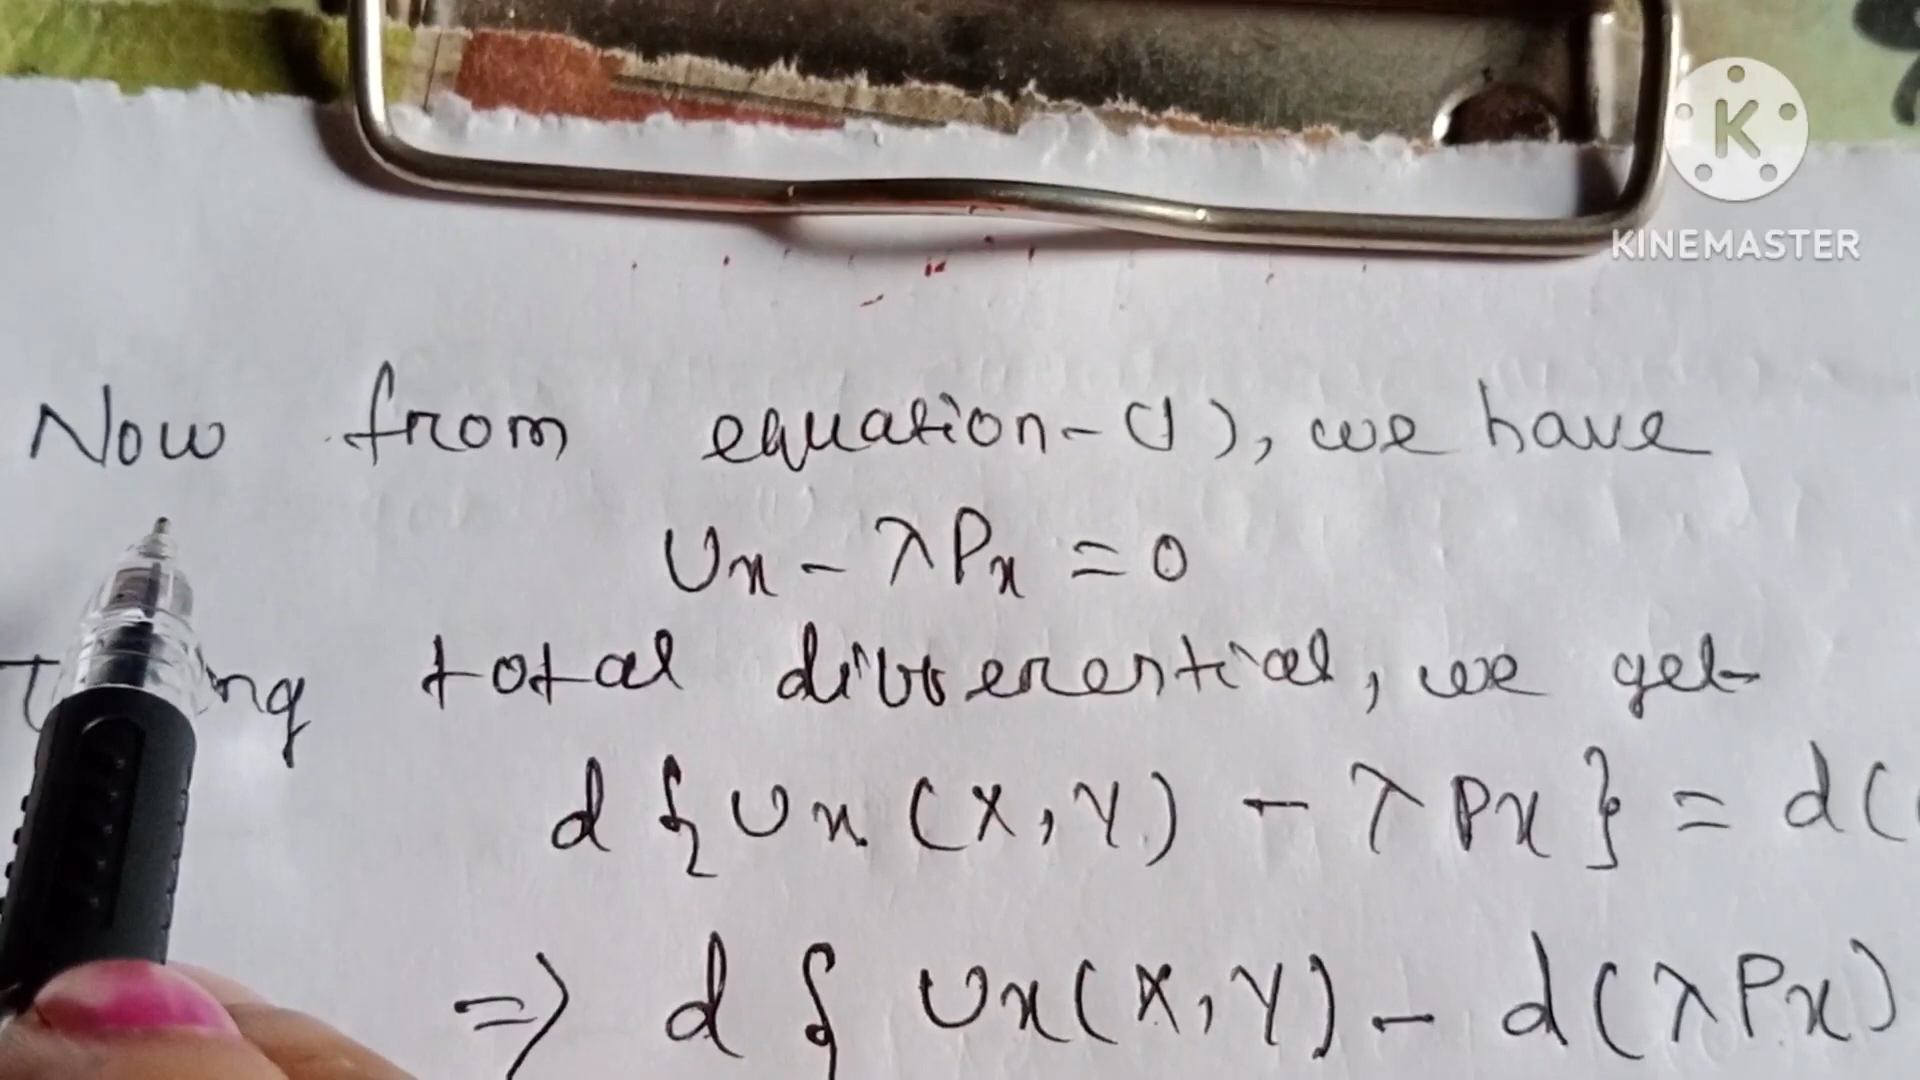 K
KINEMASTER
Now from equation-(1), we have
Ux - λPx = 0
total differential, we get
d{Ux(X,Y) - λPx} = d(
=> d{ Ux(X,Y) - d(λPx)